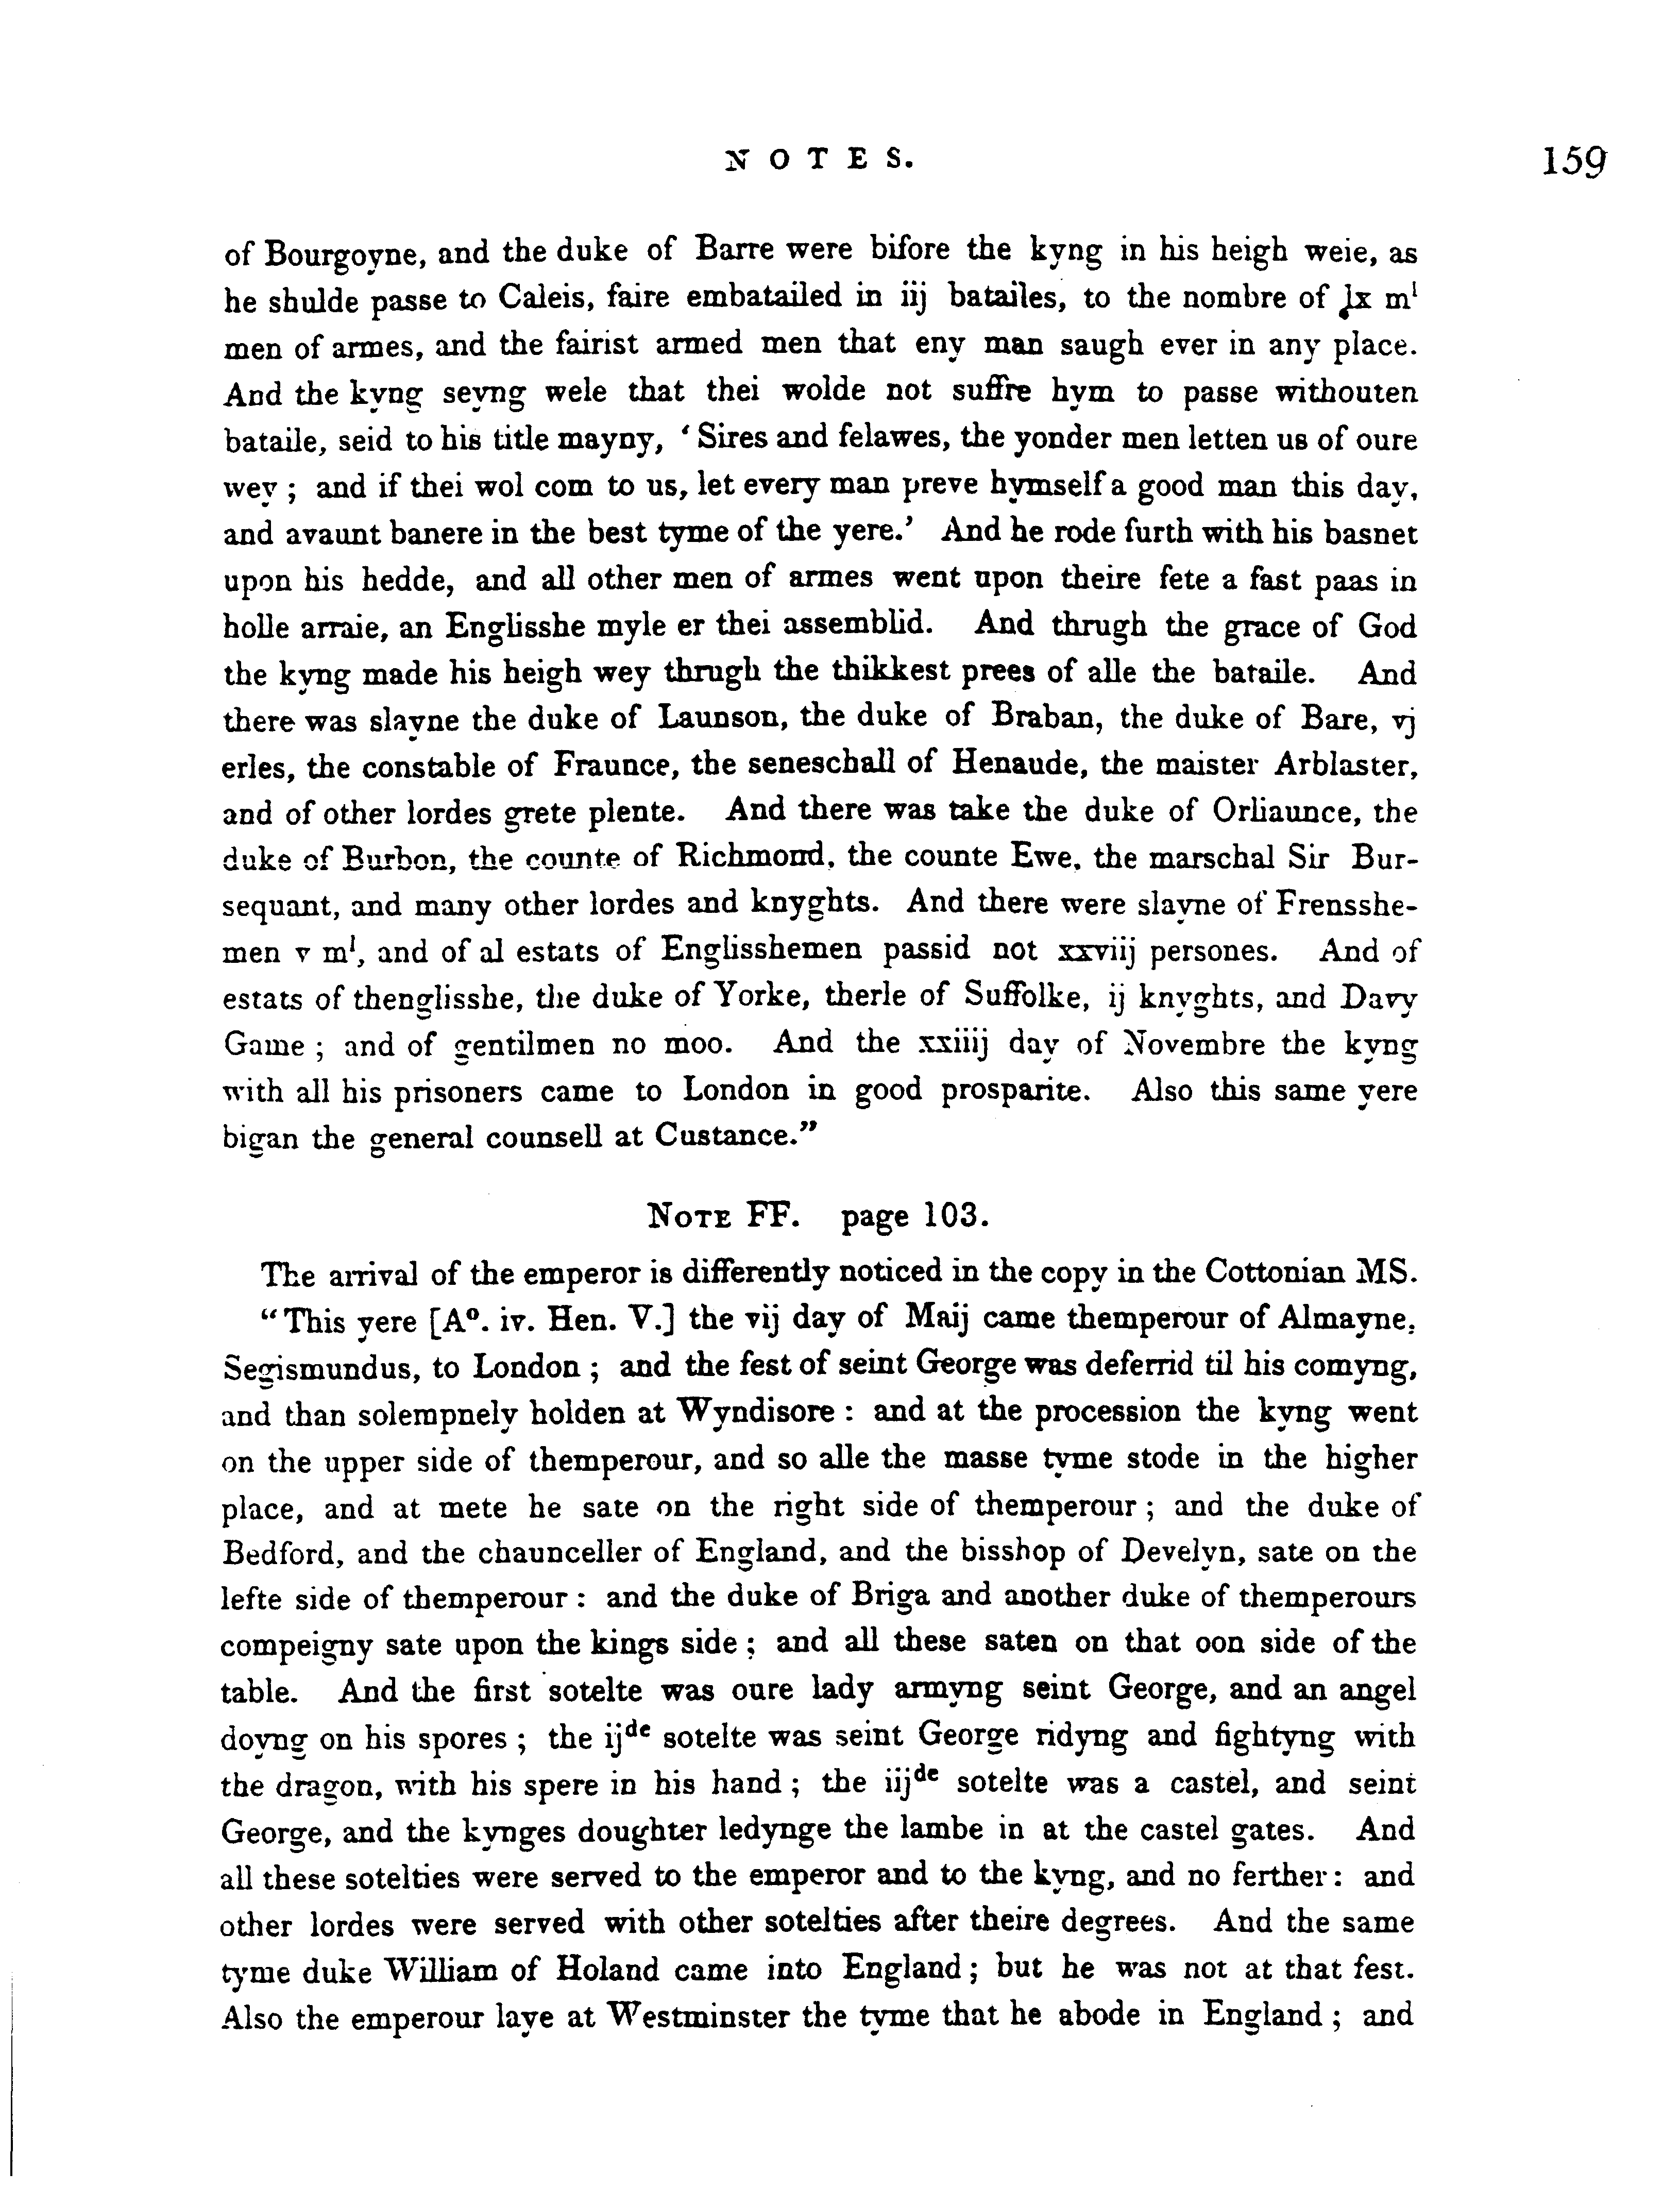 NOTES.
159
of Bourgoyne, and the duke of Barre were bifore the kyng in his heigh weie, as
he shulde passe to Caleis, faire embatailed in iij batailes, to the nombre of lx mˡ
men of armes, and the fairist armed men that eny man saugh ever in any place.
And the kyng seyng wele that thei wolde not suffre hym to passe withouten
bataile, seid to his title mayny, ‘Sires and felawes, the yonder men letten us of oure
wey ; and if thei wol com to us, let every man preve hymself a good man this day,
and avaunt banere in the best tyme of the yere.’ And he rode furth with his basnet
upon his hedde, and all other men of armes went upon theire fete a fast paas in
holle arraie, an Englisshe myle er thei assemblid. And thrugh the grace of God
the kyng made his heigh wey thrugh the thikkest prees of alle the bataile. And
there was slayne the duke of Launson, the duke of Braban, the duke of Bare, vj
erles, the constable of Fraunce, the seneschall of Henaude, the maister Arblaster,
and of other lordes grete plente. And there was take the duke of Orliaunce, the
duke of Burbon, the counte of Richmond, the counte Ewe, the marschal Sir Bur-
sequant, and many other lordes and knyghts. And there were slayne of Frensshe-
men v mˡ, and of al estats of Englisshemen passid not xxviij persones. And of
estats of thenglisshe, the duke of Yorke, therle of Suffolke, ij knyghts, and Davy
Game ; and of gentilmen no moo. And the xxiiij day of Novembre the kyng
with all his prisoners came to London in good prosparite. Also this same yere
bigan the general counsell at Custance.”
NOTE FF. page 103.
The arrival of the emperor is differently noticed in the copy in the Cottonian MS.
“This yere [Aº. iv. Hen. V.] the vij day of Maij came themperour of Almayne,
Segismundus, to London ; and the fest of seint George was deferrid til his comyng,
and than solempnely holden at Wyndisore : and at the procession the kyng went
on the upper side of themperour, and so alle the masse tyme stode in the higher
place, and at mete he sate on the right side of themperour ; and the duke of
Bedford, and the chaunceller of England, and the bisshop of Develyn, sate on the
lefte side of themperour : and the duke of Briga and another duke of themperours
compeigny sate upon the kings side ; and all these saten on that oon side of the
table. And the first sotelte was oure lady armyng seint George, and an angel
doyng on his spores ; the ijᵈᵉ sotelte was seint George ridyng and fightyng with
the dragon, with his spere in his hand ; the iijᵈᵉ sotelte was a castel, and seint
George, and the kynges doughter ledynge the lambe in at the castel gates. And
all these sotelties were served to the emperor and to the kyng, and no ferther : and
other lordes were served with other sotelties after theire degrees. And the same
tyme duke William of Holand came into England ; but he was not at that fest.
Also the emperour laye at Westminster the tyme that he abode in England ; and